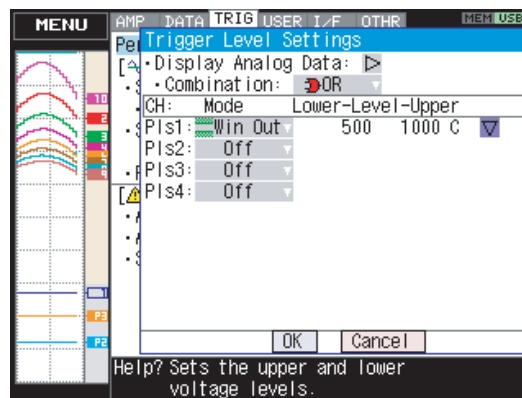 MENU
AMP DATA TRIG USER I/F OTHR MEM USB
Trigger Level Settings
Display Analog Data:
Combination: OR
CH: Mode Lower-Level-Upper
Pls1: Win Out 500 1000 C
Pls2: Off
Pls3: Off
Pls4: Off
OK Cancel
10
P3
P2
Help? Sets the upper and lower
voltage levels.